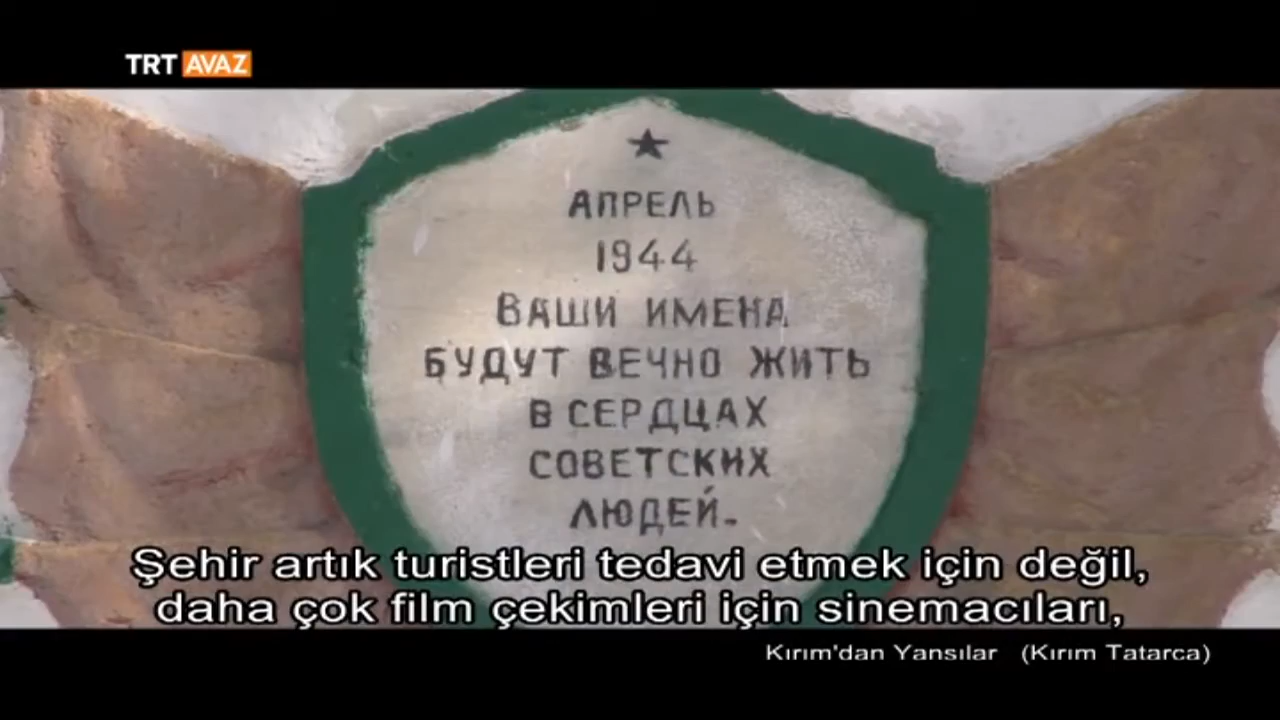 TRT AVAZ
АПРЕЛЬ
1944
ВАШИ ИМЕНА
БУДУТ ВЕЧНО ЖИТЬ
В СЕРДЦАХ
СОВЕТСКИХ
ЛЮДЕЙ.
Şehir artık turistleri tedavi etmek için değil,
daha çok film çekimleri için sinemacıları,
Kırım'dan Yansılar (Kırım Tatarca)